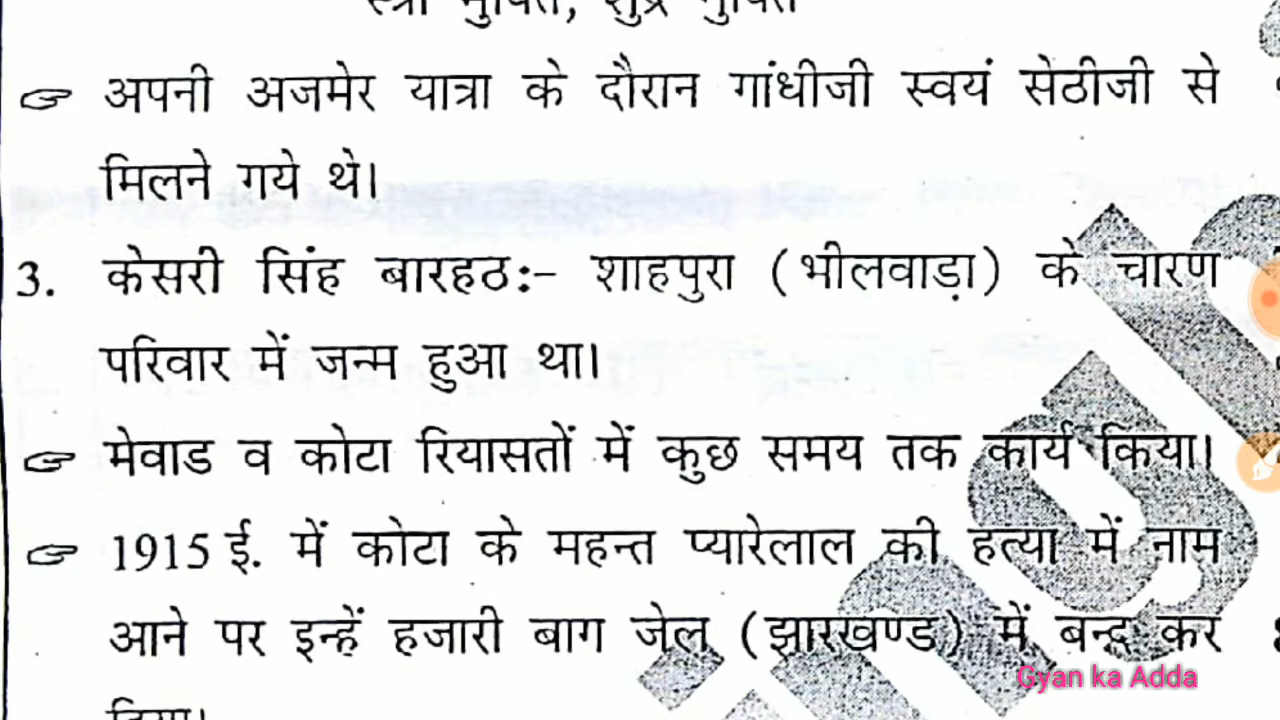 स्त्री मुक्ति, शुद्र मुक्ति
☞ अपनी अजमेर यात्रा के दौरान गांधीजी स्वयं सेठीजी से
मिलने गये थे।
3. केसरी सिंह बारहठ:- शाहपुरा (भीलवाड़ा) के चारण
परिवार में जन्म हुआ था।
☞ मेवाड व कोटा रियासतों में कुछ समय तक कार्य किया।
☞ 1915 ई. में कोटा के महन्त प्यारेलाल की हत्या में नाम
आने पर इन्हें हजारी बाग जेल (झारखण्ड) में बन्द कर
दिया।
Gyan ka Adda